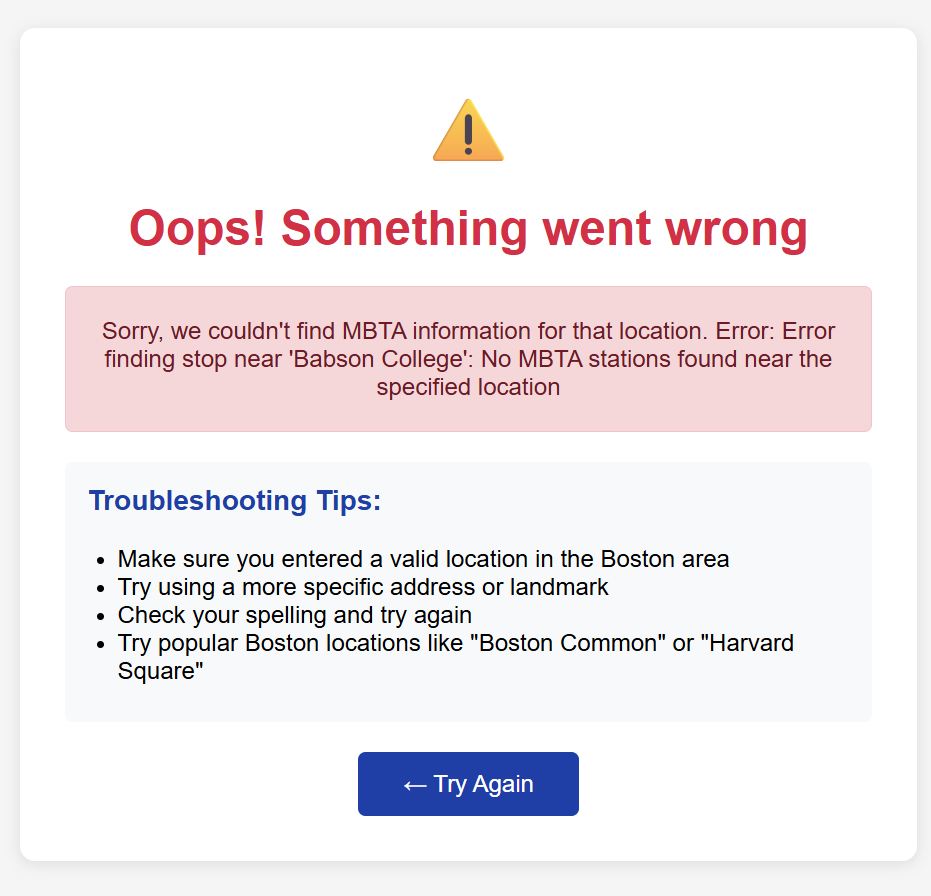 Oops! Something went wrong
Sorry, we couldn't find MBTA information for that location. Error: Error
finding stop near 'Babson College': No MBTA stations found near the
specified location
Troubleshooting Tips:
• Make sure you entered a valid location in the Boston area
• Try using a more specific address or landmark
• Check your spelling and try again
• Try popular Boston locations like "Boston Common" or "Harvard
Square"
← Try Again